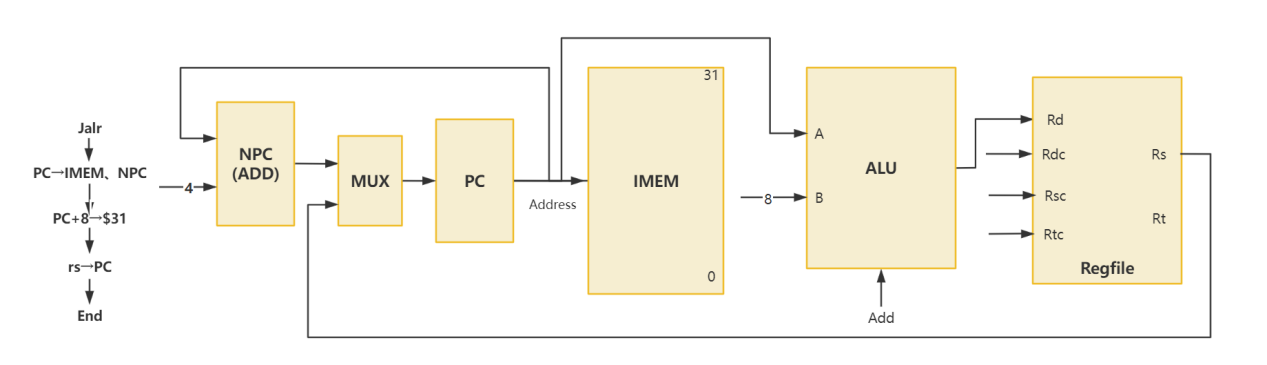 Jalr
PC→IMEM、NPC
PC+8→$31
rs→PC
End
4
NPC
(ADD)
MUX
PC
Address
IMEM
31
0
8
A
B
ALU
Add
Rd
Rdc
Rsc
Rtc
Rs
Rt
Regfile